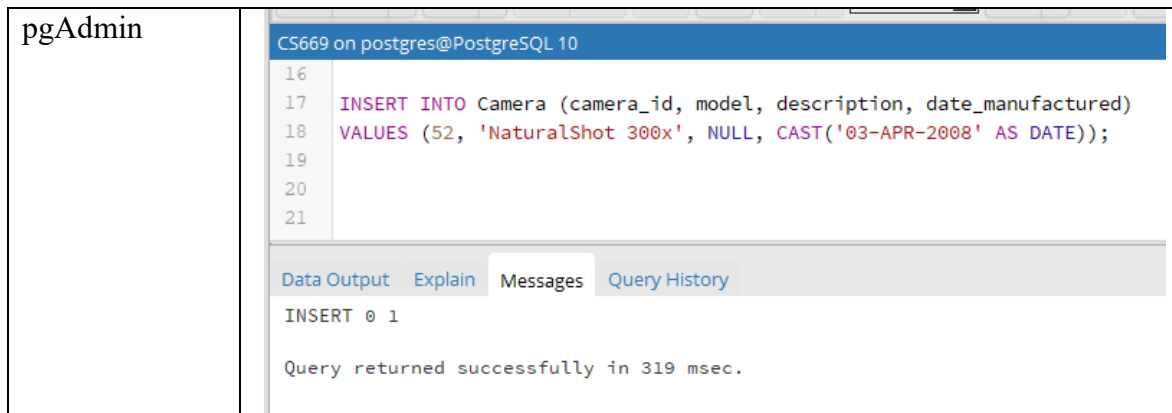 pgAdmin
CS669 on postgres@PostgreSQL 10
16
17 INSERT INTO Camera (camera_id, model, description, date_manufactured)
18 VALUES (52, 'NaturalShot 300x', NULL, CAST('03-APR-2008' AS DATE));
19
20
21
Data Output Explain Messages Query History
INSERT 0 1
Query returned successfully in 319 msec.